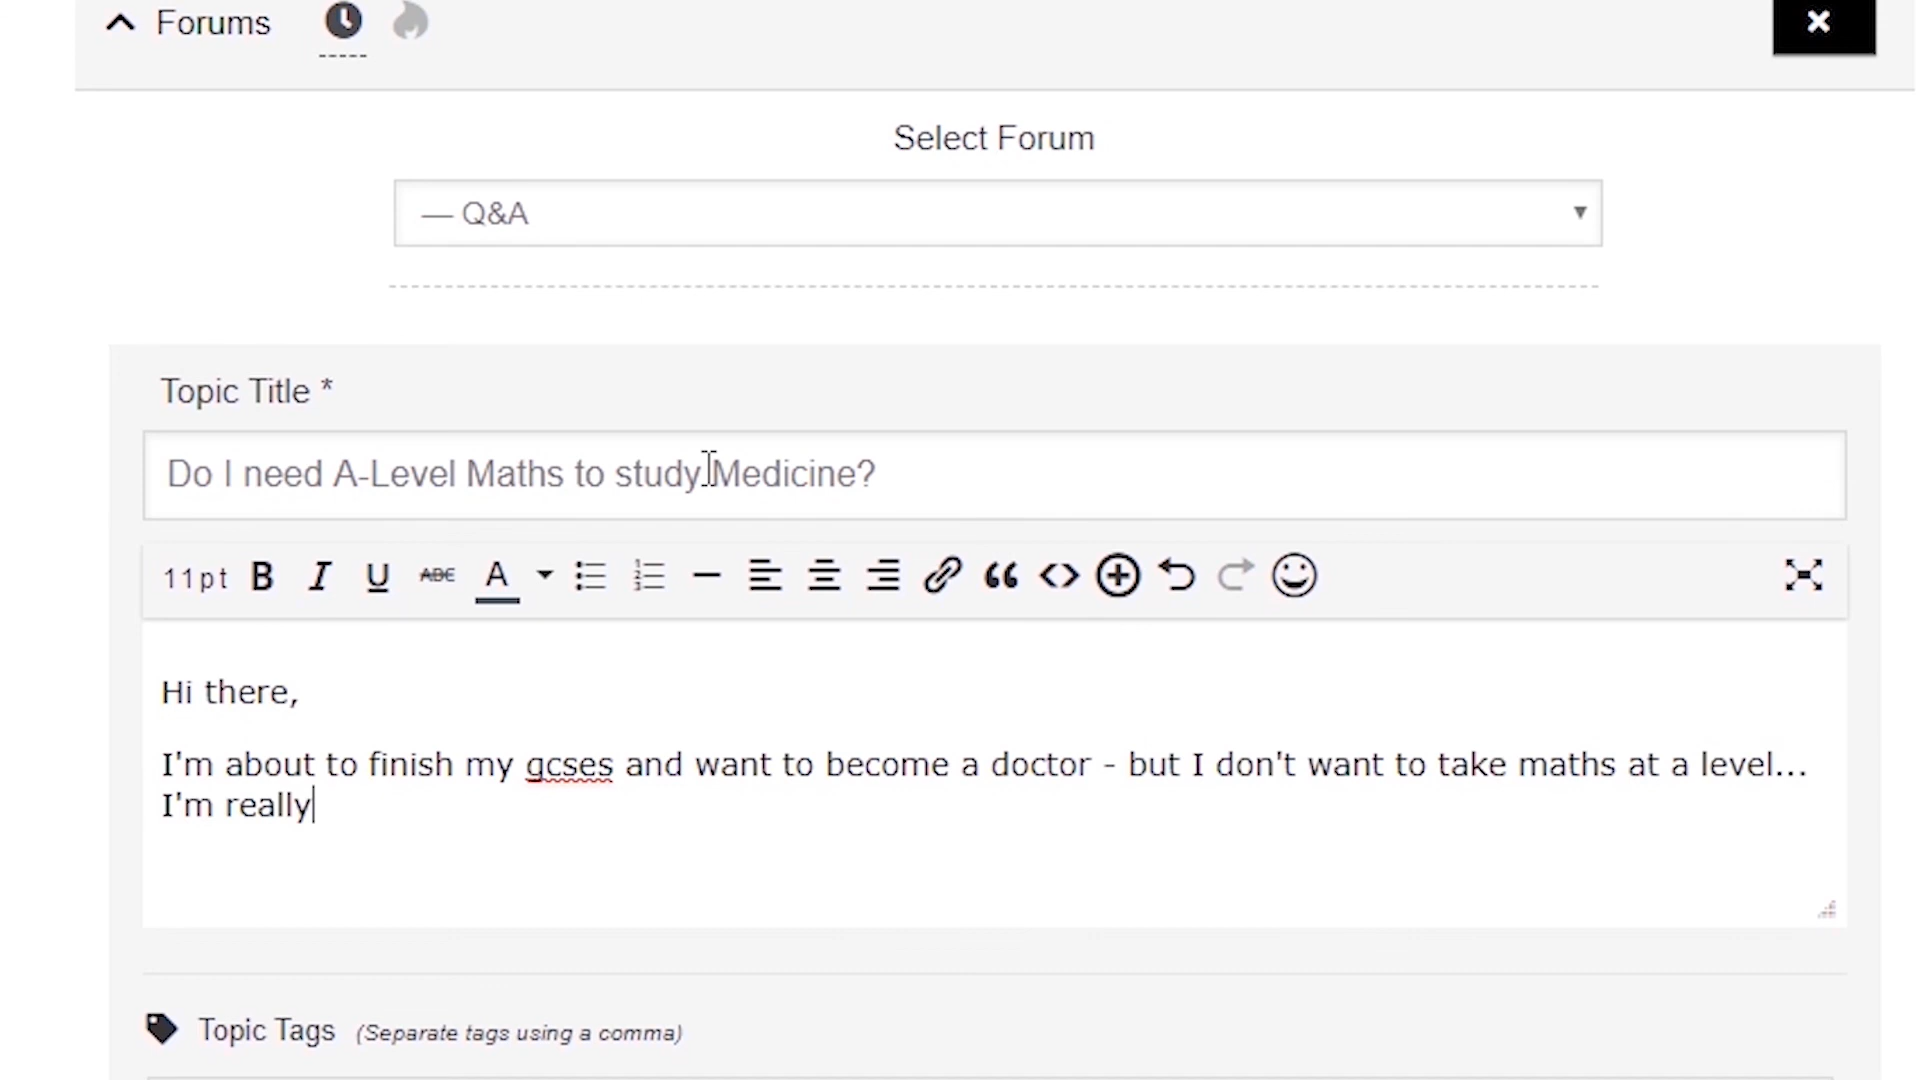 Forums
Select Forum
— Q&A
Topic Title *
Do I need A-Level Maths to study Medicine?
11pt B I U ABC A
Hi there,
I'm about to finish my gcses and want to become a doctor - but I don't want to take maths at a level...
I'm really
Topic Tags (Separate tags using a comma)